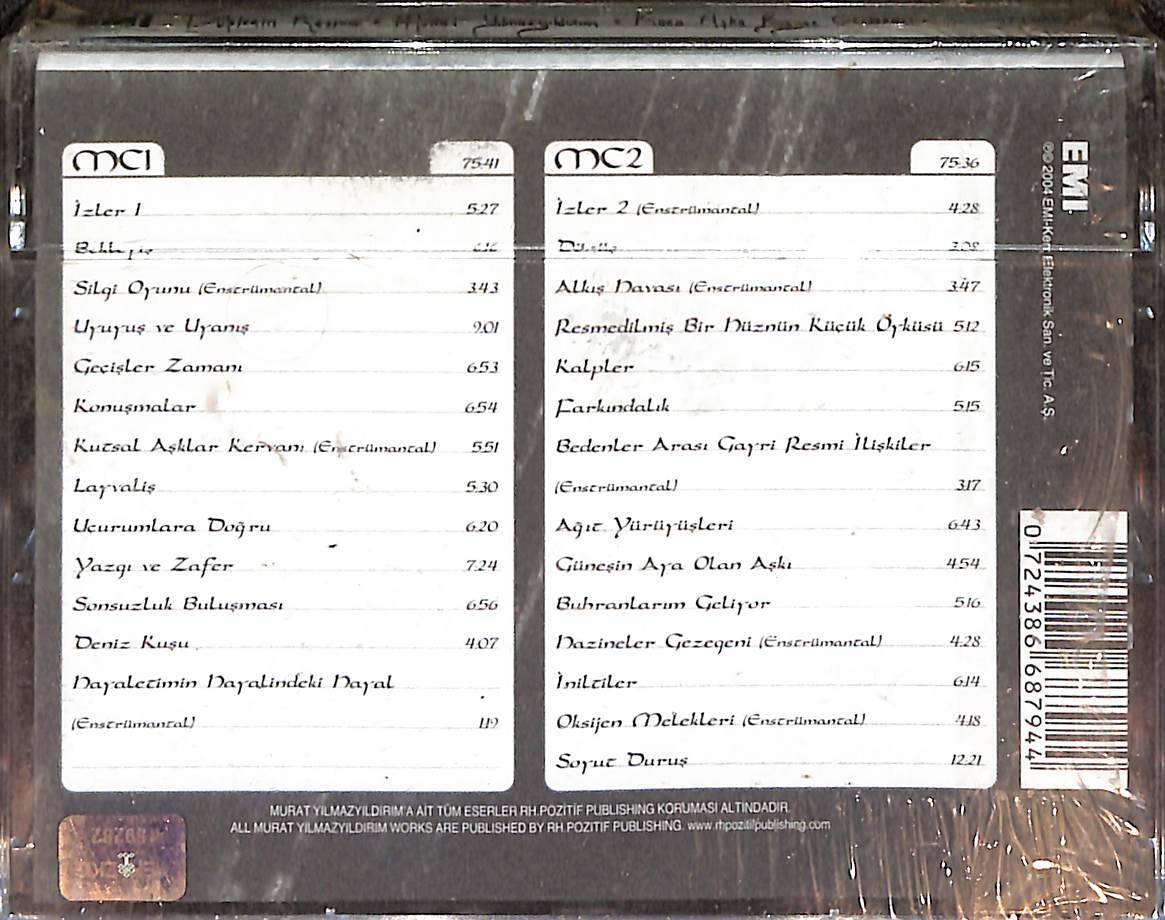 MC1
75:41
İzler 1 5:27
Silgi Oyunu (Enstrümantal) 3:43
Uyuyuş ve Uyanış 9:01
Geçişler Zamanı 6:53
Konuşmalar 6:54
Kutsal Aşklar Kervanı (Enstrümantal) 5:51
Layvaliş 5:30
Uçurumlara Doğru 6:20
Yazgı ve Zafer 7:24
Sonsuzluk Buluşması 6:56
Deniz Kuşu 4:07
Hayaletimin Hayalindeki Hayal
(Enstrümantal) 1:19
MC2
75:36
İzler 2 (Enstrümantal) 4:28
3:08
Alkış Havası (Enstrümantal) 3:47
Resmedilmiş Bir Hüznün Küçük Öyküsü 5:12
Kalpler 6:15
Farkındalık 5:15
Bedenler Arası Gayri Resmi İlişkiler
(Enstrümantal) 3:17
Ağıt Yürüyüşleri 6:43
Güneşin Aya Olan Aşkı 4:54
Buhranlarım Geliyor 5:16
Hazineler Gezegeni (Enstrümantal) 4:28
İniltiler 6:14
Oksijen Melekleri (Enstrümantal) 4:18
Soyut Duruş 12:21
EMI
℗© 2004 EMI-Kent Elektronik San. ve Tic. A.Ş.
0 724386 687944
MURAT YILMAZYILDIRIM'A AİT TÜM ESERLER RH.POZİTİF PUBLISHING KORUMASI ALTINDADIR.
ALL MURAT YILMAZYILDIRIM WORKS ARE PUBLISHED BY RH.POZITIF PUBLISHING. www.rhpozitifpublishing.com